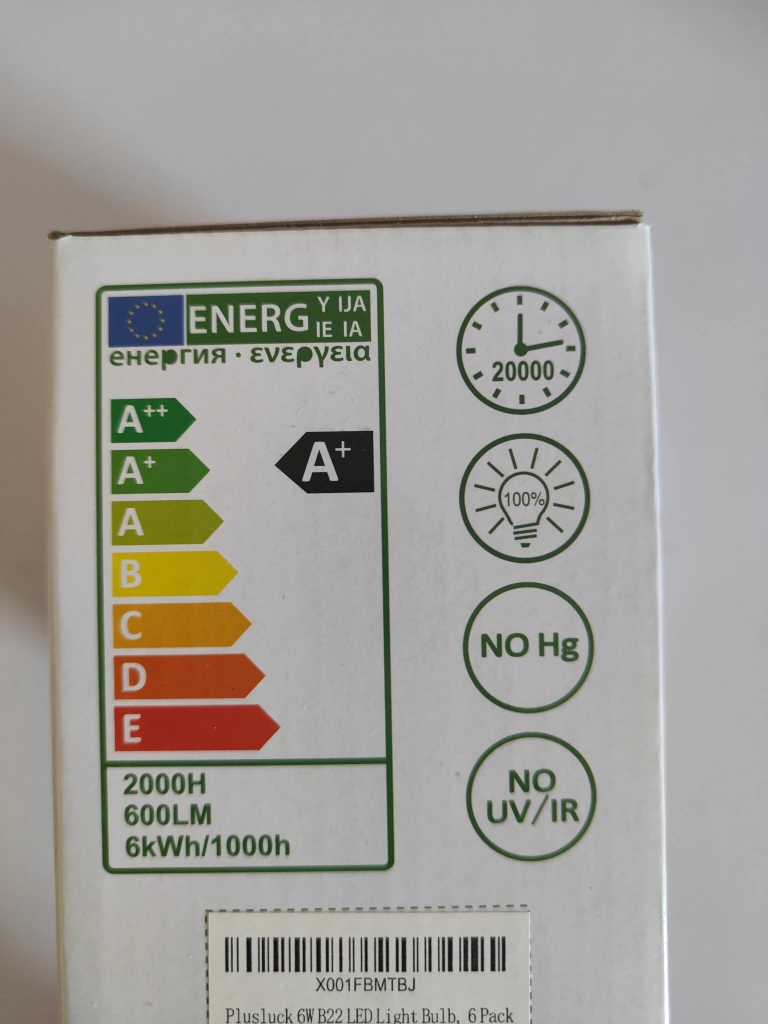 ENERG Y IJA
IE IA
енергия · ενεργεια
A++
A+
A+
A
B
C
D
E
2000H
600LM
6kWh/1000h
20000
100%
NO Hg
NO
UV/IR
X001FBMTBJ
Plusluck 6W B22 LED Light Bulb, 6 Pack